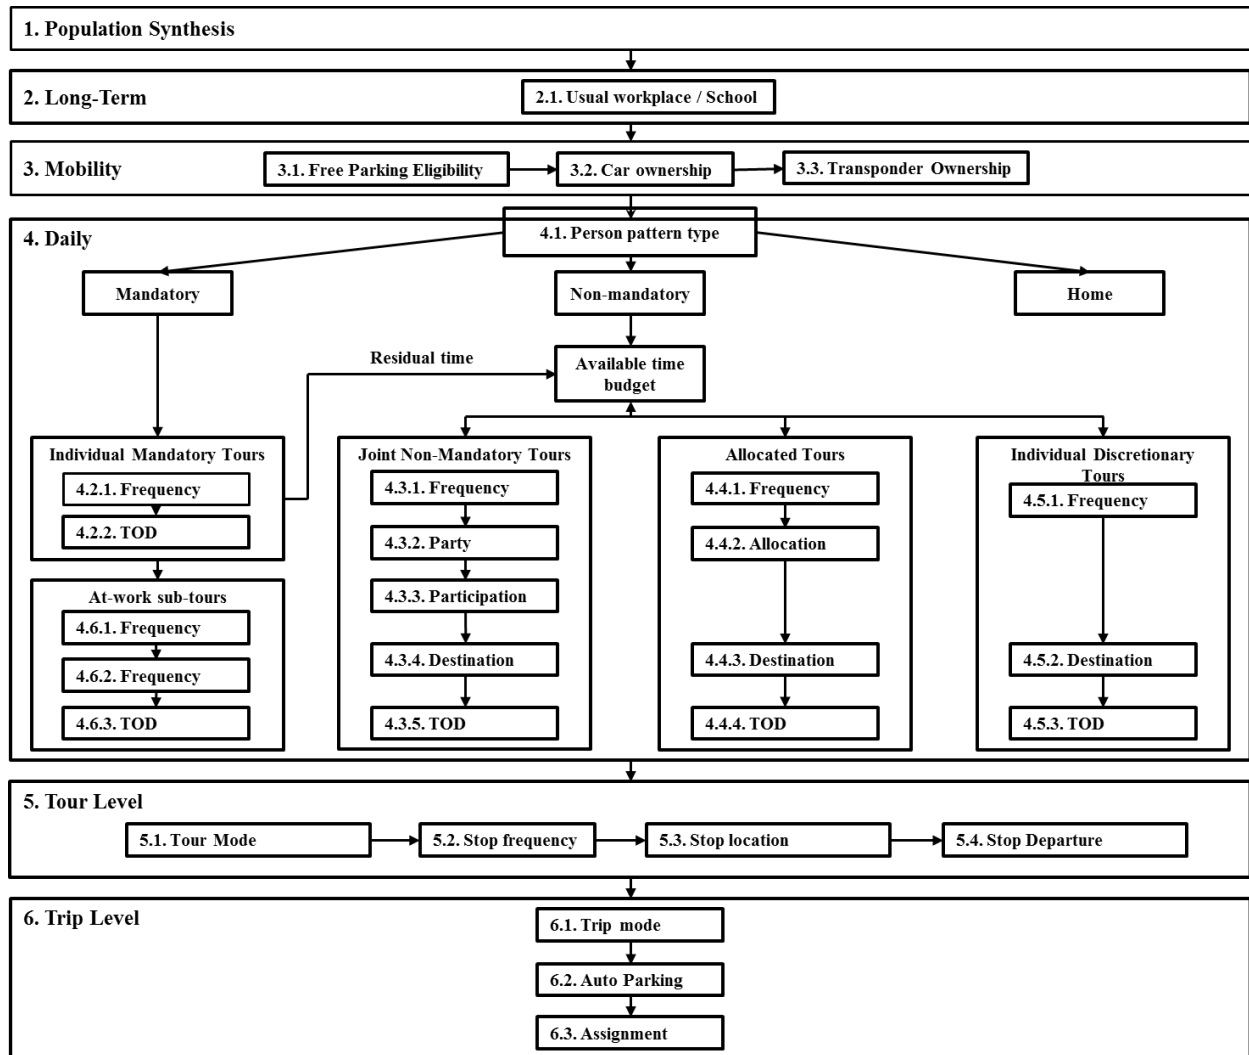 1. Population Synthesis
2. Long-Term
2.1. Usual workplace / School
3. Mobility
3.1. Free Parking Eligibility
3.2. Car ownership
3.3. Transponder Ownership
4. Daily
4.1. Person pattern type
Mandatory
Non-mandatory
Home
Residual time
Available time
budget
Individual Mandatory Tours
4.2.1. Frequency
4.2.2. TOD
At-work sub-tours
4.6.1. Frequency
4.6.2. Frequency
4.6.3. TOD
Joint Non-Mandatory Tours
4.3.1. Frequency
4.3.2. Party
4.3.3. Participation
4.3.4. Destination
4.3.5. TOD
Allocated Tours
4.4.1. Frequency
4.4.2. Allocation
4.4.3. Destination
4.4.4. TOD
Individual Discretionary
Tours
4.5.1. Frequency
4.5.2. Destination
4.5.3. TOD
5. Tour Level
5.1. Tour Mode
5.2. Stop frequency
5.3. Stop location
5.4. Stop Departure
6. Trip Level
6.1. Trip mode
6.2. Auto Parking
6.3. Assignment